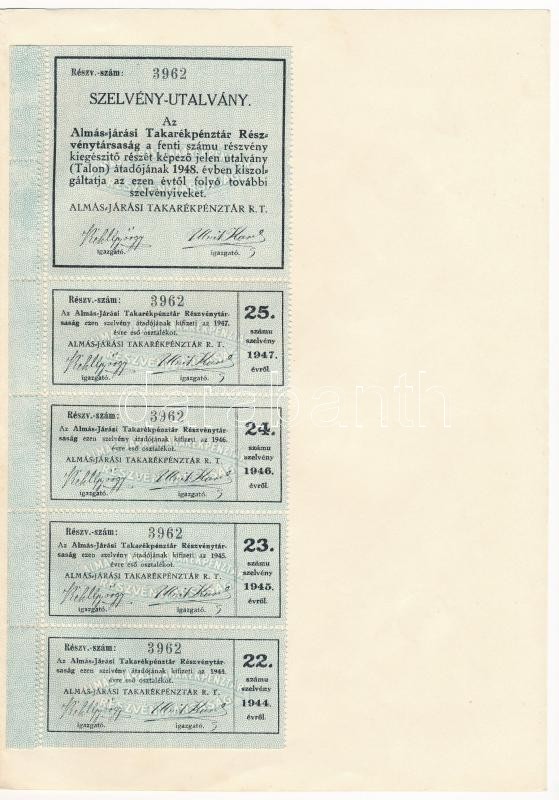 Részv.-szám: 3962
SZELVÉNY-UTALVÁNY.
Az
Almás-járási Takarékpénztár Rész-
vénytársaság a fenti számu részvény
kiegészitő részét képező jelen utalvány
(Talon) átadójának 1948. évben kiszol-
gáltatja az ezen évtől folyó további
szelvényiveket.
ALMÁS-JÁRÁSI TAKARÉKPÉNZTÁR R. T.
igazgató. igazgató.
Részv.-szám: 3962
Az Almás-Járási Takarékpénztár Részvénytár-
saság ezen szelvény átadójának kifizeti az 1947.
évre eső osztalékot.
ALMÁS-JÁRÁSI TAKARÉKPÉNZTÁR R. T.
igazgató. igazgató.
25.
számu
szelvény
1947.
évről.
Részv.-szám: 3962
Az Almás-Járási Takarékpénztár Részvénytár-
saság ezen szelvény átadójának kifizeti az 1946.
évre eső osztalékot.
ALMÁS-JÁRÁSI TAKARÉKPÉNZTÁR R. T.
igazgató. igazgató.
24.
számu
szelvény
1946.
évről.
Részv.-szám: 3962
Az Almás-Járási Takarékpénztár Részvénytár-
saság ezen szelvény átadójának kifizeti az 1945.
évre eső osztalékot.
ALMÁS-JÁRÁSI TAKARÉKPÉNZTÁR R. T.
igazgató. igazgató.
23.
számu
szelvény
1945.
évről.
Részv.-szám: 3962
Az Almás-Járási Takarékpénztár Részvénytár-
saság ezen szelvény átadójának kifizeti az 1944.
évre eső osztalékot.
ALMÁS-JÁRÁSI TAKARÉKPÉNZTÁR R. T.
igazgató. igazgató.
22.
számu
szelvény
1944.
évről.
darabanth